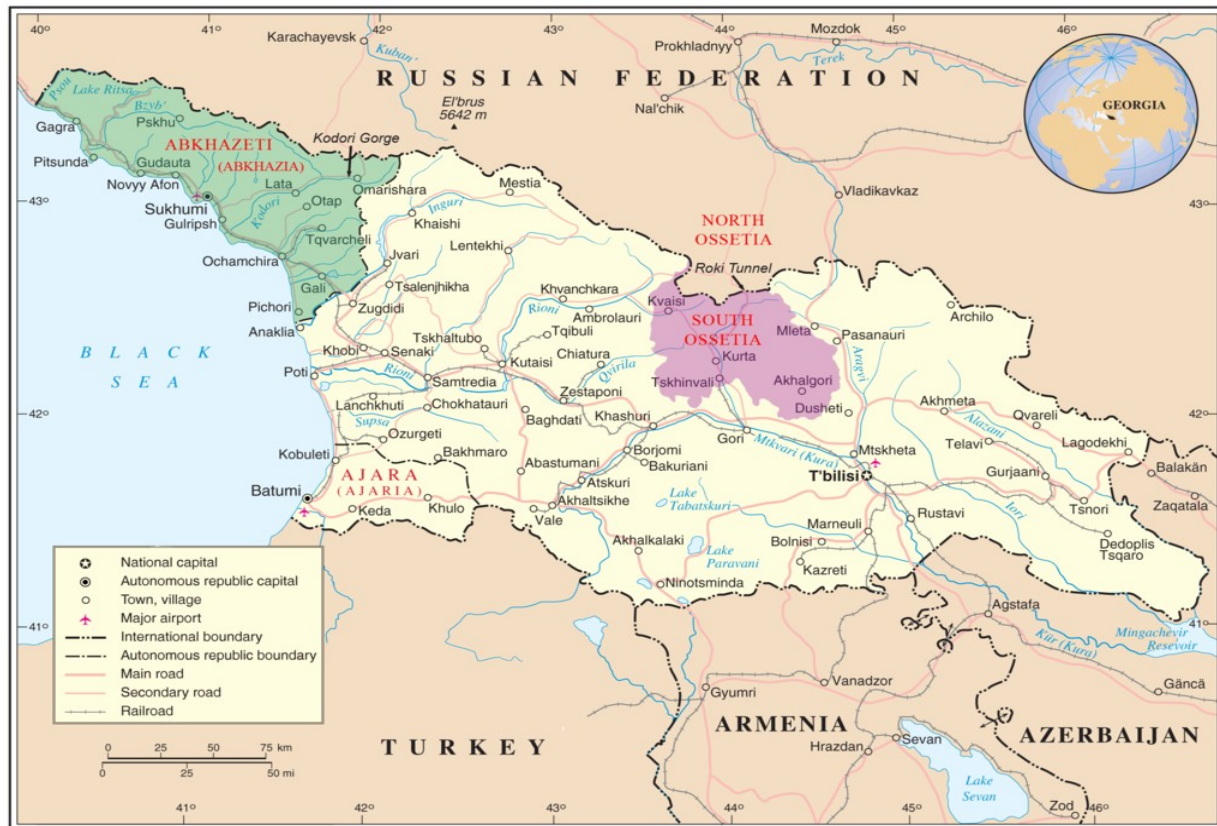 40° 41° 42° 43° 44° 45° 46°
Karachayevsk
Kuban'
Prokhladnyy
Mozdok
Terek
RUSSIAN FEDERATION
Nal'chik
El'brus
5642 m
GEORGIA
Psou
Lake Ritsa
Bzyb'
Pskhu
Gagra
Kodori Gorge
ABKHAZETI
(ABKHAZIA)
Pitsunda
Gudauta
Novyy Afon
Lata
Omarishara
Mestia
Vladikavkaz
43°
43°
Sukhumi
Otap
Kodori
Inguri
Khaishi
Gulripsh
Tqvarcheli
NORTH
OSSETIA
Lentekhi
Ochamchira
Jvari
Roki Tunnel
Gali
Tsalenjhikha
Khvanchkara
Kvaisi
Pichori
Zugdidi
Rioni
Ambrolauri
SOUTH
OSSETIA
Archilo
Anaklia
Tqibuli
Mleta
Pasanauri
BLACK
SEA
Khobi
Senaki
Tskhaltubo
Kutaisi
Chiatura
Kurta
Aragvi
Poti
Rioni
Samtredia
Qvirila
Tskhinvali
Zestaponi
Akhalgori
Lanchkhuti
Chokhatauri
Akhmeta
42°
42°
Baghdati
Khashuri
Dusheti
Qvareli
Supsa
Ozurgeti
Gori
Alazani
Telavi
Lagodekhi
Kobuleti
Bakhmaro
Borjomi
Mtkvari (Kura)
Mtskheta
Abastumani
Bakuriani
Gurjaani
Balakän
AJARA
(AJARIA)
Atskuri
T'bilisi
Batumi
Akhaltsikhe
Lake
Tabatskuri
Iori
Tsnori
Zaqatala
Keda
Khulo
Vale
Marneuli
Rustavi
Akhalkalaki
Lake
Paravani
Bolnisi
Dedoplis
Tsqaro
Kazreti
Ninotsminda
National capital
Autonomous republic capital
Town, village
Major airport
International boundary
Autonomous republic boundary
Main road
Secondary road
Railroad
41°
41°
Agstafa
Kür (Kura)
Mingachevir
Resevoir
Gyumri
Vanadzor
Gäncä
ARMENIA
AZERBAIJAN
TURKEY
Hrazdan
Sevan
Lake
Sevan
Zod
0 25 50 75 km
0 25 50 mi
41° 42° 43° 44° 45° 46°